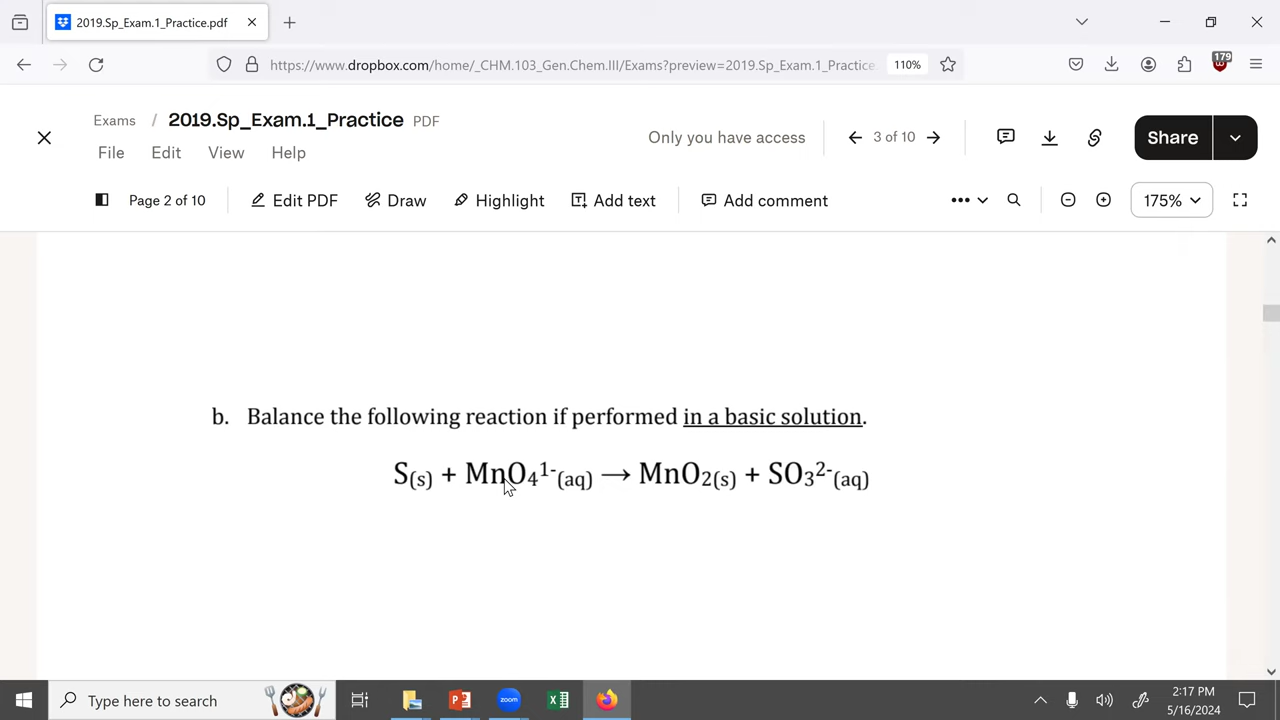 2019.Sp_Exam.1_Practice.pdf
https://www.dropbox.com/home/_CHM.103_Gen.Chem.III/Exams?preview=2019.Sp_Exam.1_Practice. 110% 179
Exams / 2019.Sp_Exam.1_Practice PDF
File Edit View Help
Only you have access
3 of 10
Share
Page 2 of 10
Edit PDF
Draw
Highlight
Add text
Add comment
175%
b. Balance the following reaction if performed in a basic solution.
S(s) + MnO₄¹⁻(aq) → MnO₂(s) + SO₃²⁻(aq)
Type here to search
zoom
2:17 PM
5/16/2024